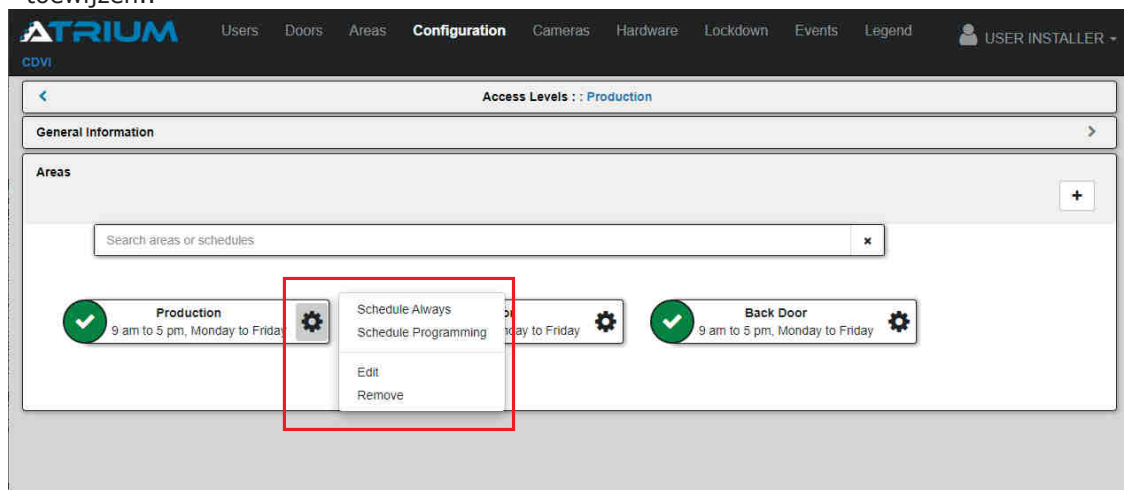 toewijzen..
ATRIUM Users Doors Areas Configuration Cameras Hardware Lockdown Events Legend USER INSTALLER
CDVI
Access Levels : : Production
General Information
Areas
+
Search areas or schedules
Production
9 am to 5 pm, Monday to Friday
Schedule Always
Schedule Programming
Edit
Remove
to Friday
Back Door
9 am to 5 pm, Monday to Friday